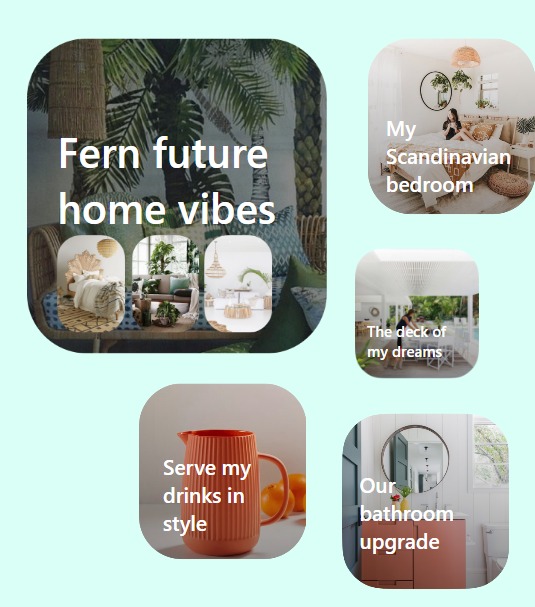 Fern future
home vibes
My
Scandinavian
bedroom
The deck of
my dreams
Serve my
drinks in
style
Our
bathroom
upgrade